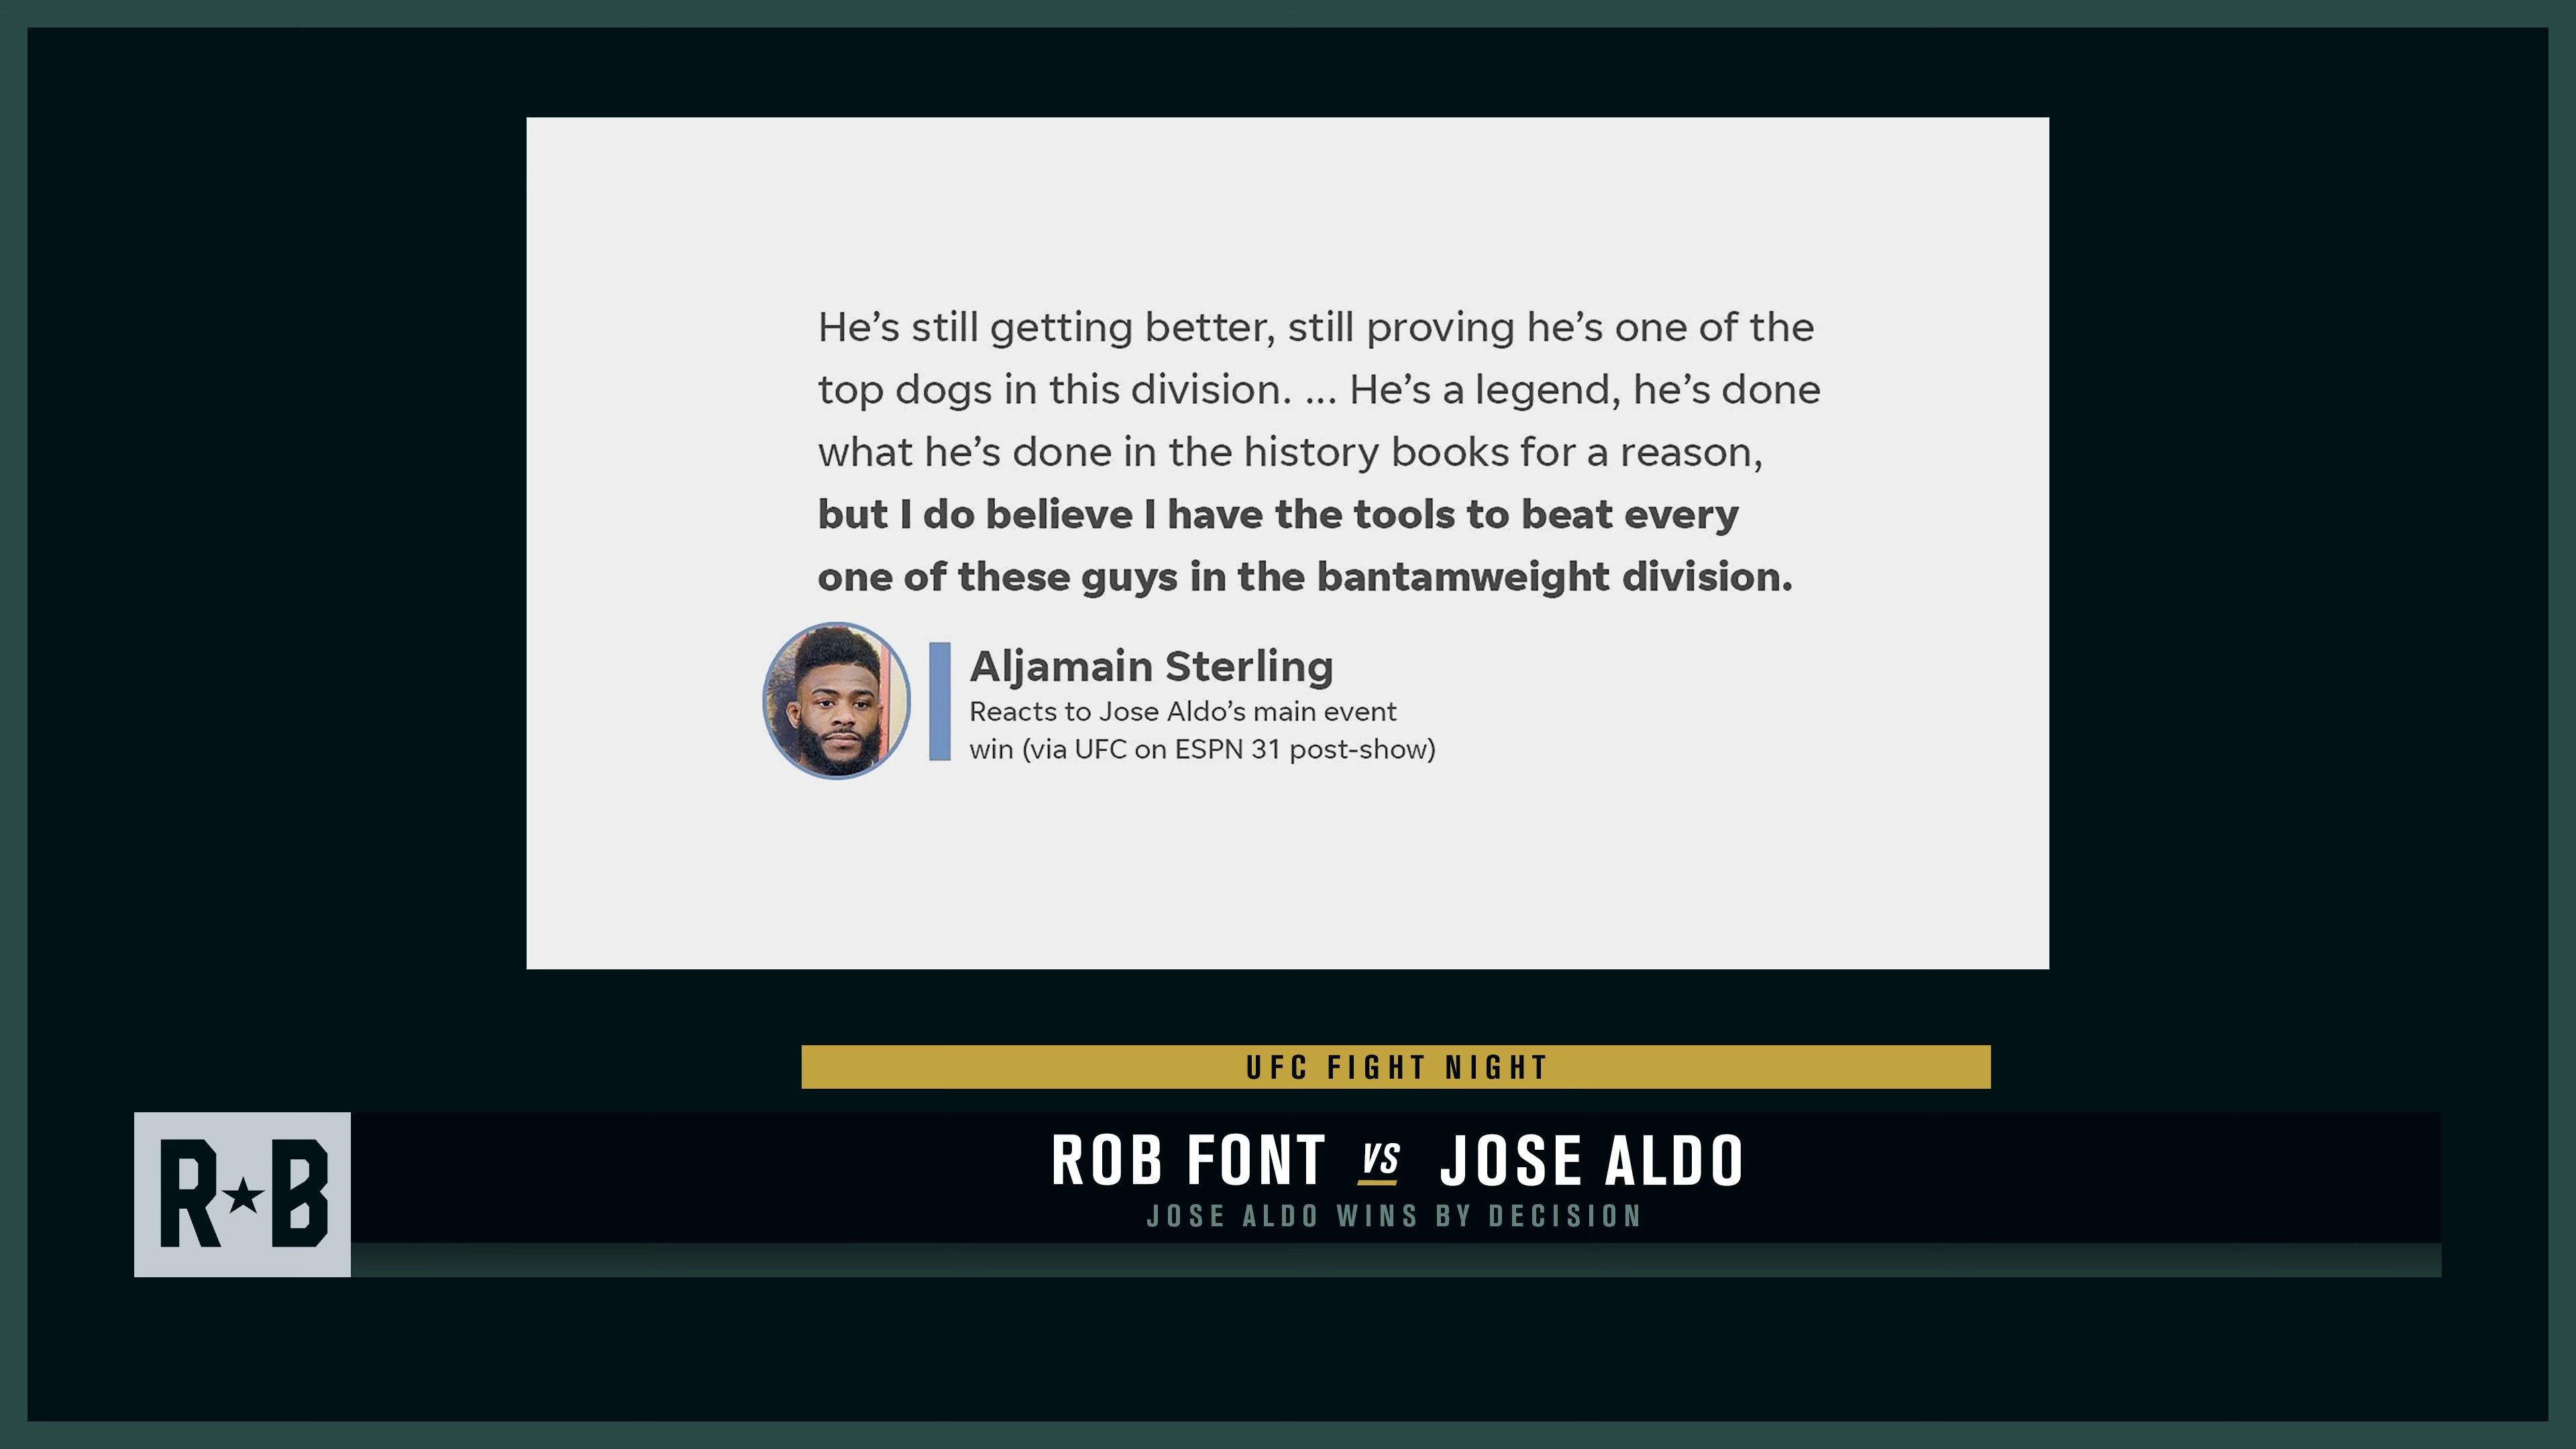 He’s still getting better, still proving he’s one of the
top dogs in this division. ... He’s a legend, he’s done
what he’s done in the history books for a reason,
but I do believe I have the tools to beat every
one of these guys in the bantamweight division.
Aljamain Sterling
Reacts to Jose Aldo’s main event
win (via UFC on ESPN 31 post-show)
UFC FIGHT NIGHT
R★B
ROB FONT VS JOSE ALDO
JOSE ALDO WINS BY DECISION